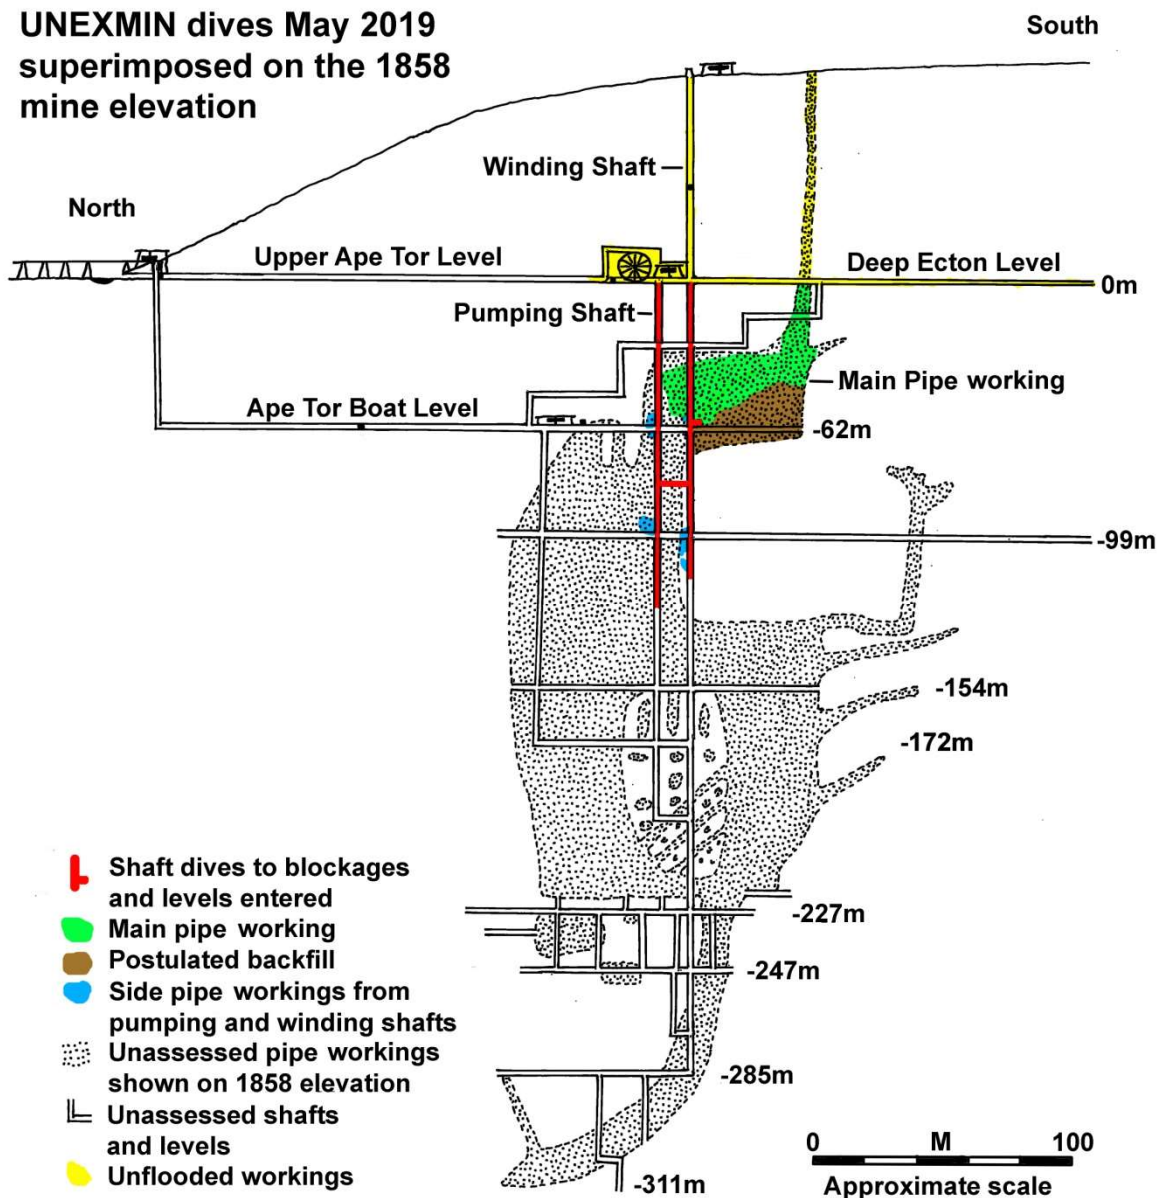 UNEXMIN dives May 2019
superimposed on the 1858
mine elevation
South
Winding Shaft
North
Upper Ape Tor Level
Deep Ecton Level
0m
Pumping Shaft
Main Pipe working
Ape Tor Boat Level
-62m
-99m
-154m
-172m
Shaft dives to blockages
and levels entered
Main pipe working
Postulated backfill
Side pipe workings from
pumping and winding shafts
Unassessed pipe workings
shown on 1858 elevation
Unassessed shafts
and levels
Unflooded workings
-227m
-247m
-285m
-311m
0 M 100
Approximate scale